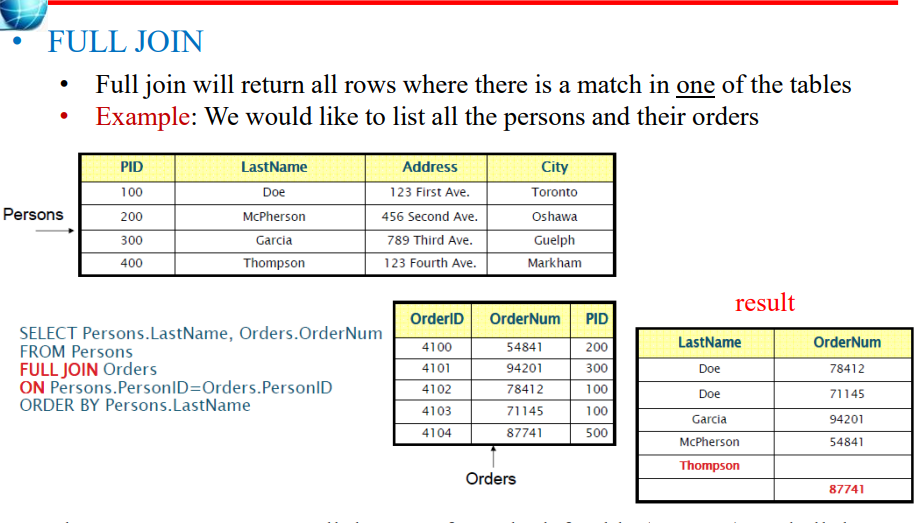 • FULL JOIN
• Full join will return all rows where there is a match in one of the tables
• Example: We would like to list all the persons and their orders
PID LastName Address City
100 Doe 123 First Ave. Toronto
200 McPherson 456 Second Ave. Oshawa
300 Garcia 789 Third Ave. Guelph
400 Thompson 123 Fourth Ave. Markham
Persons
SELECT Persons.LastName, Orders.OrderNum
FROM Persons
FULL JOIN Orders
ON Persons.PersonID=Orders.PersonID
ORDER BY Persons.LastName
OrderID OrderNum PID
4100 54841 200
4101 94201 300
4102 78412 100
4103 71145 100
4104 87741 500
Orders
result
LastName OrderNum
Doe 78412
Doe 71145
Garcia 94201
McPherson 54841
Thompson
87741